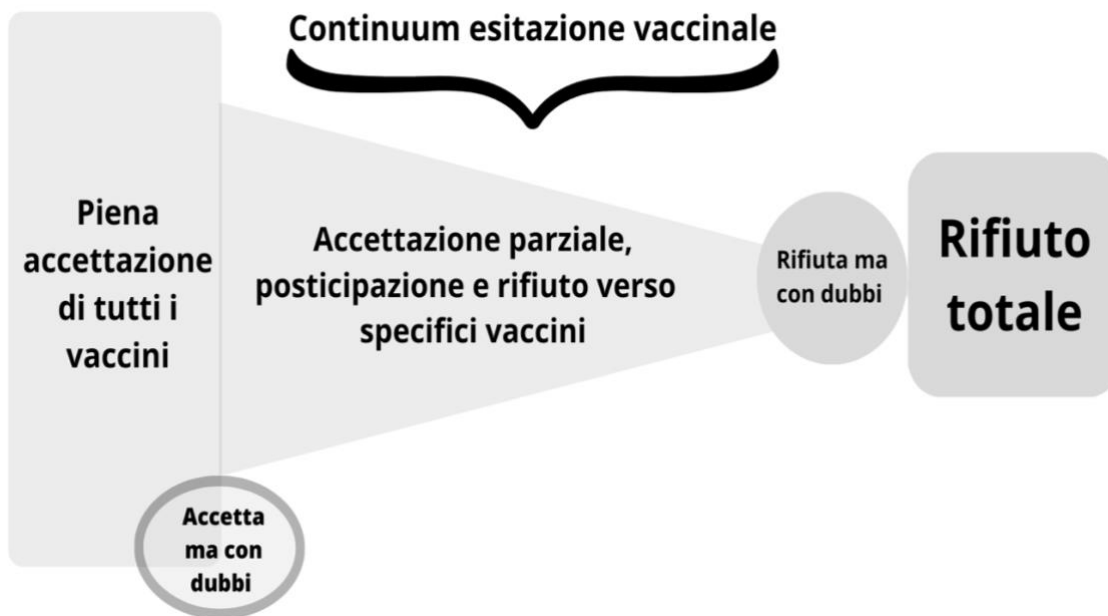 Continuum esitazione vaccinale
Piena
accettazione
di tutti i
vaccini
Accettazione parziale,
posticipazione e rifiuto verso
specifici vaccini
Rifiuta ma
con dubbi
Rifiuto
totale
Accetta
ma con
dubbi